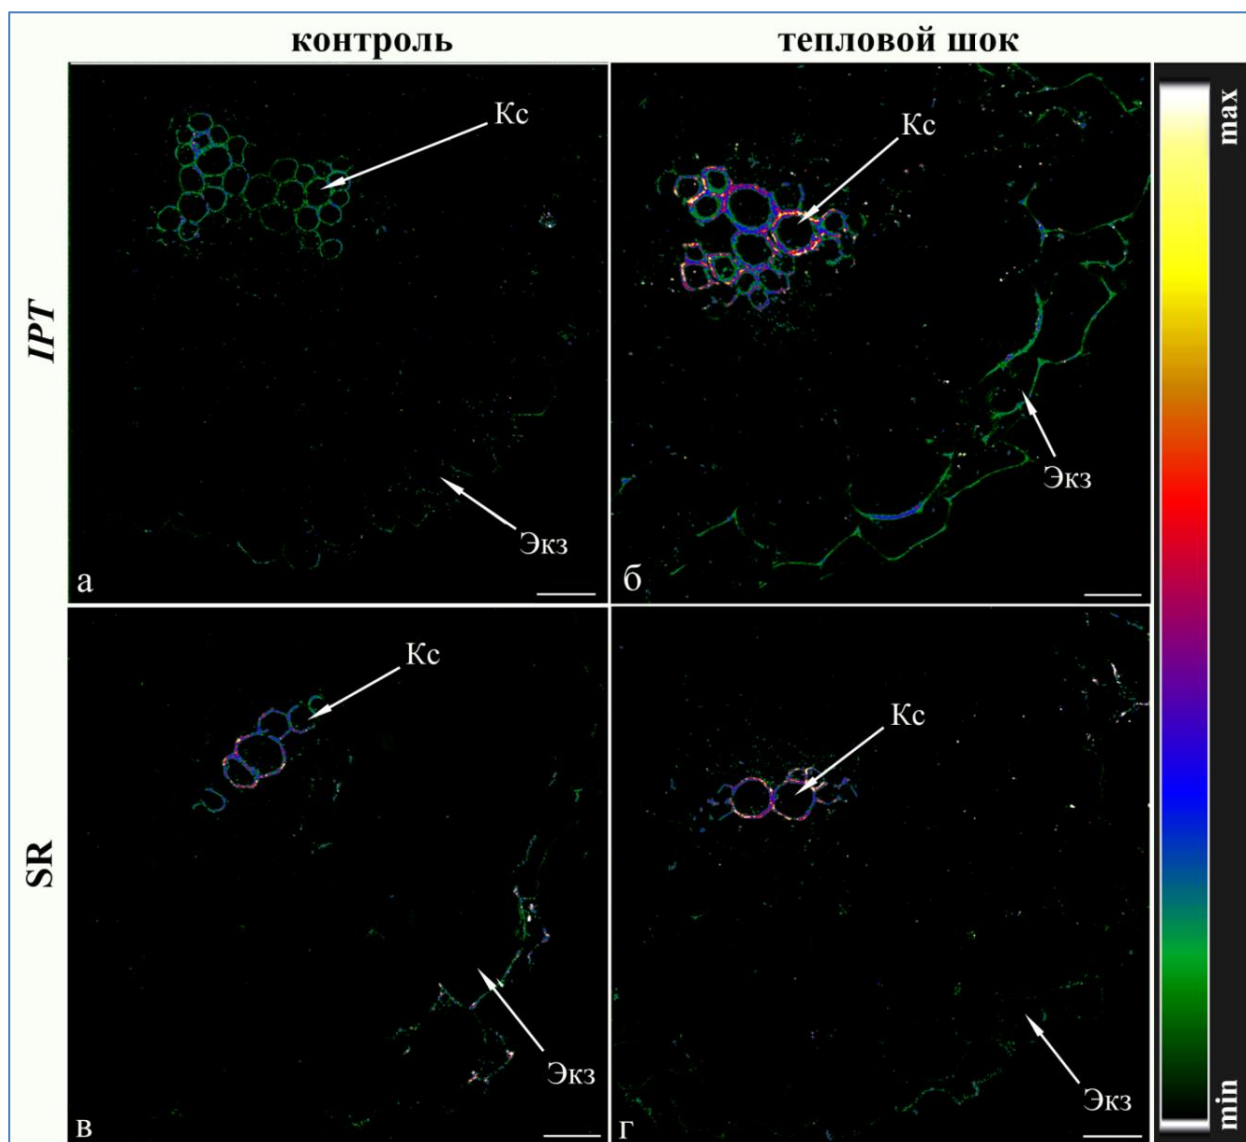 контроль
тепловой шок
IPT
Кс
Экз
а
Кс
Экз
б
SR
Кс
Экз
в
Кс
Экз
г
max
min